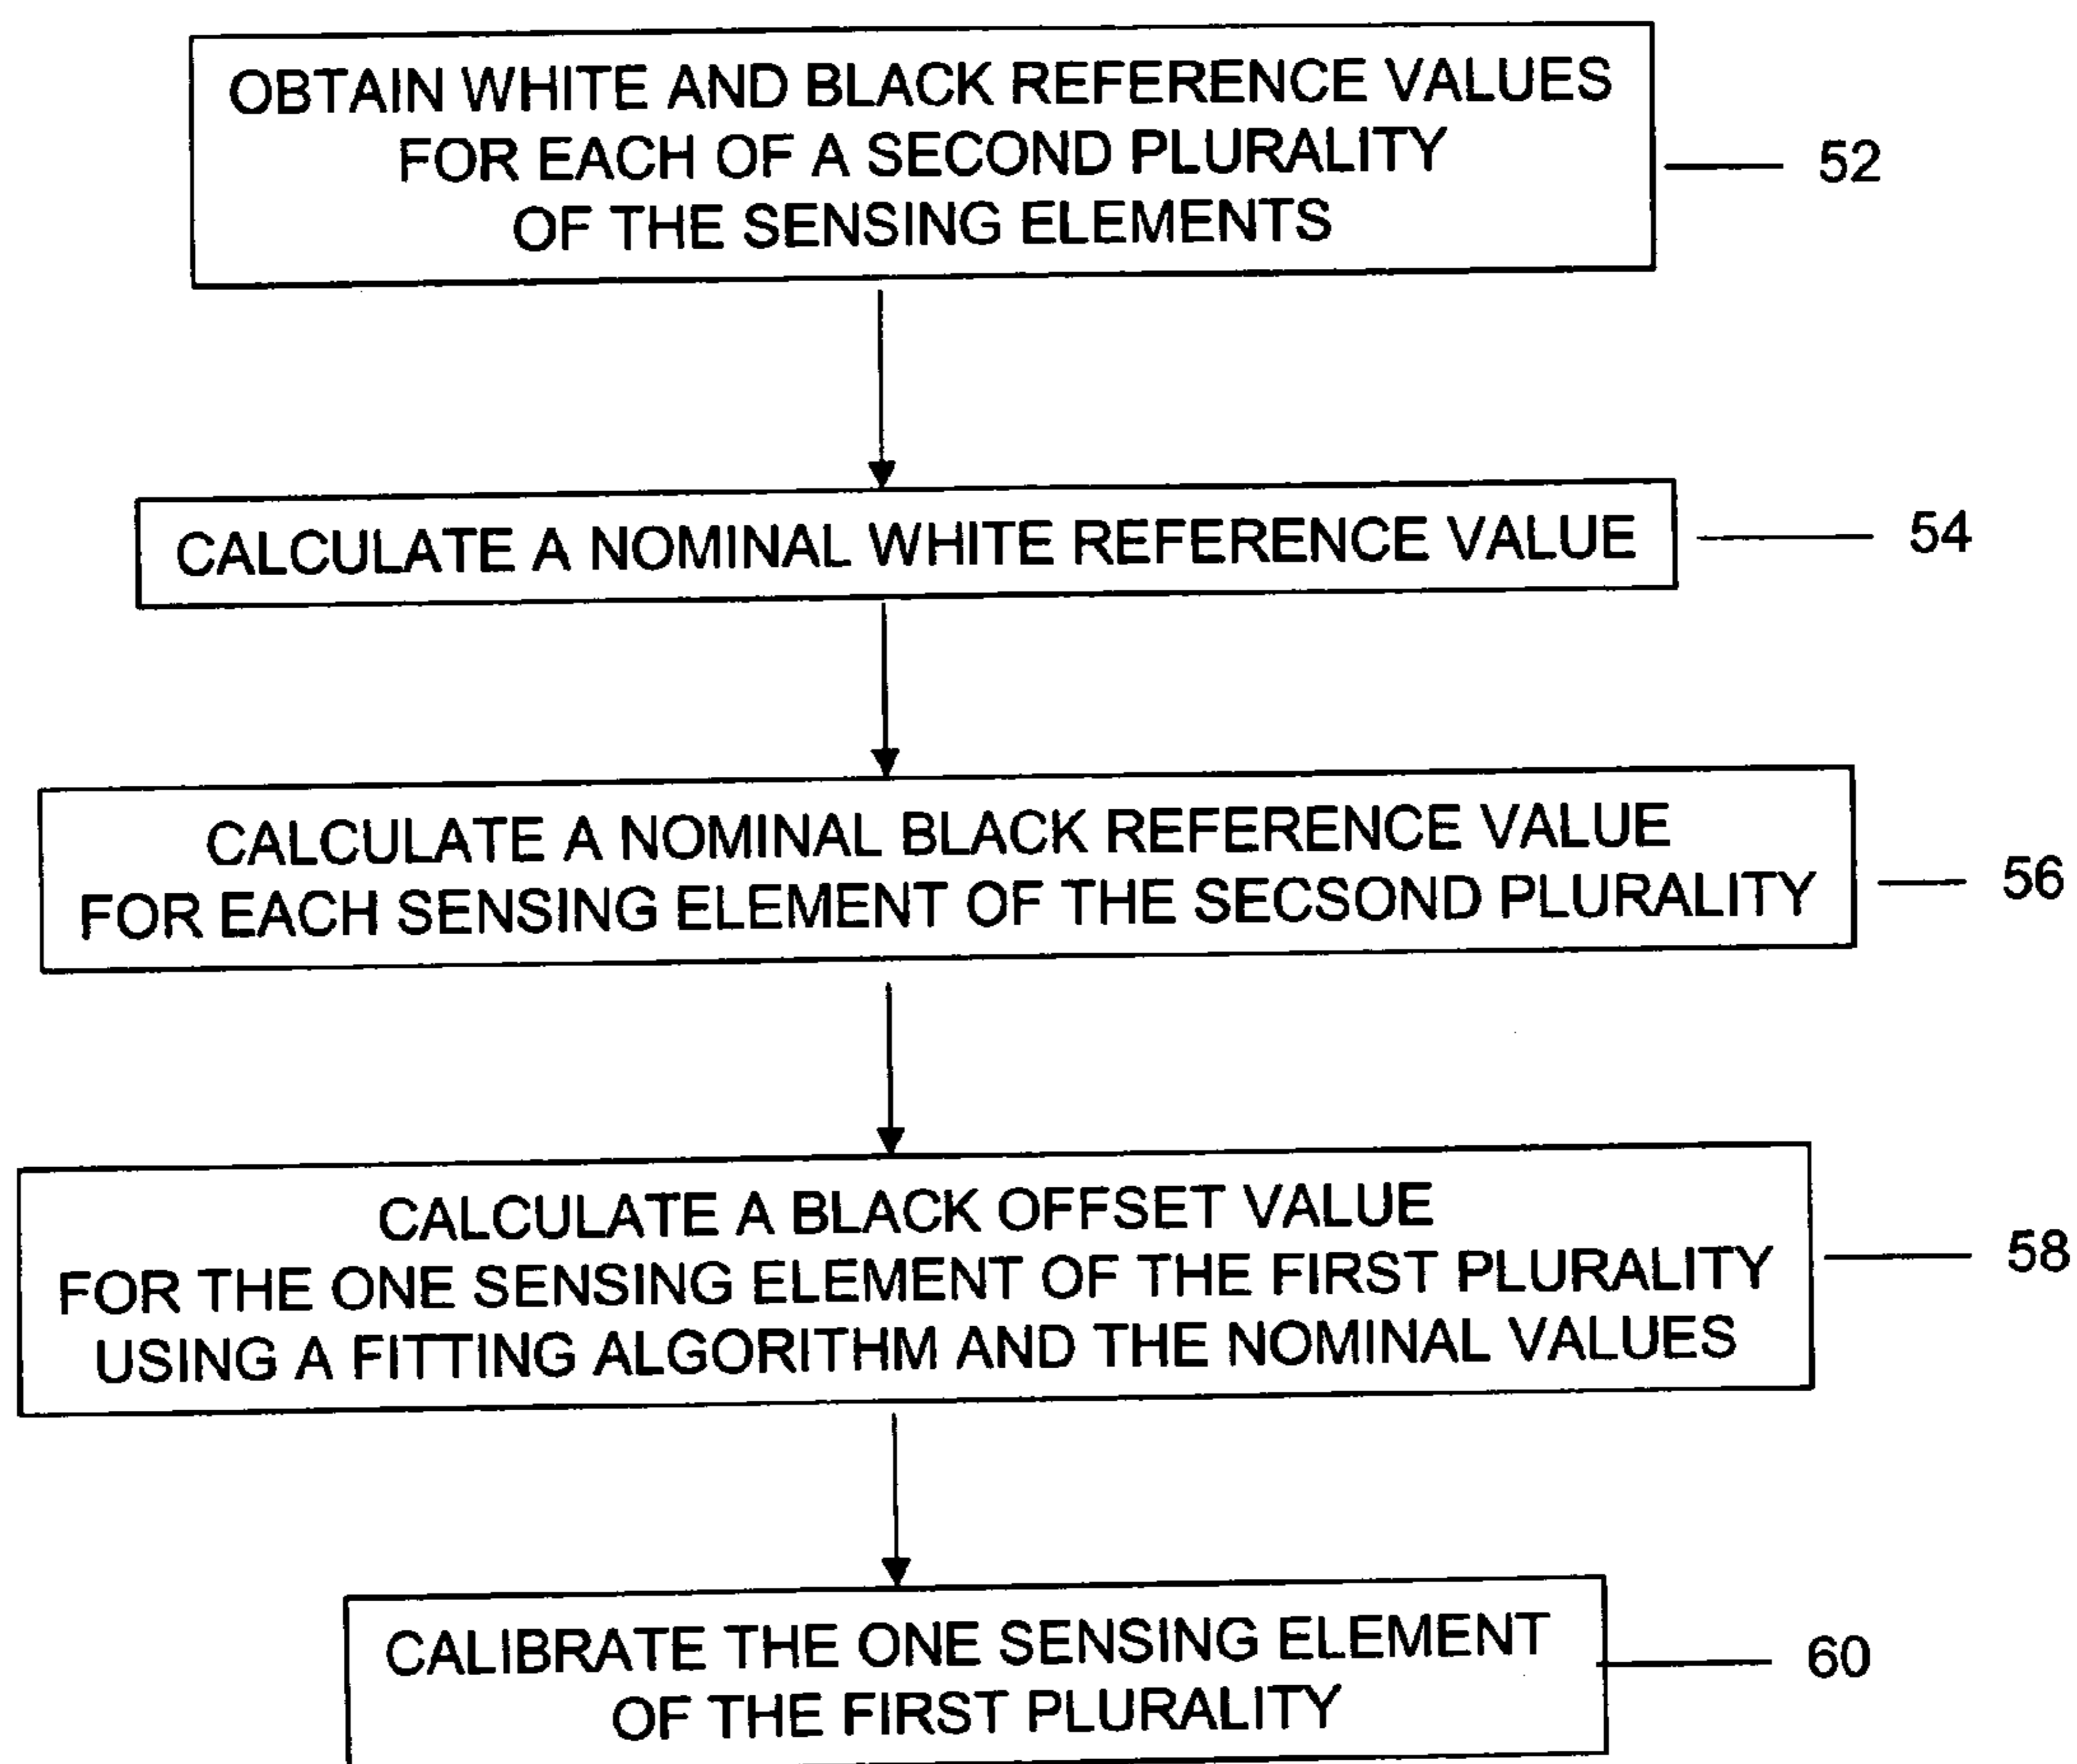 OBTAIN WHITE AND BLACK REFERENCE VALUES
FOR EACH OF A SECOND PLURALITY
OF THE SENSING ELEMENTS
52
CALCULATE A NOMINAL WHITE REFERENCE VALUE
54
CALCULATE A NOMINAL BLACK REFERENCE VALUE
FOR EACH SENSING ELEMENT OF THE SECSOND PLURALITY
56
CALCULATE A BLACK OFFSET VALUE
FOR THE ONE SENSING ELEMENT OF THE FIRST PLURALITY
USING A FITTING ALGORITHM AND THE NOMINAL VALUES
58
CALIBRATE THE ONE SENSING ELEMENT
OF THE FIRST PLURALITY
60